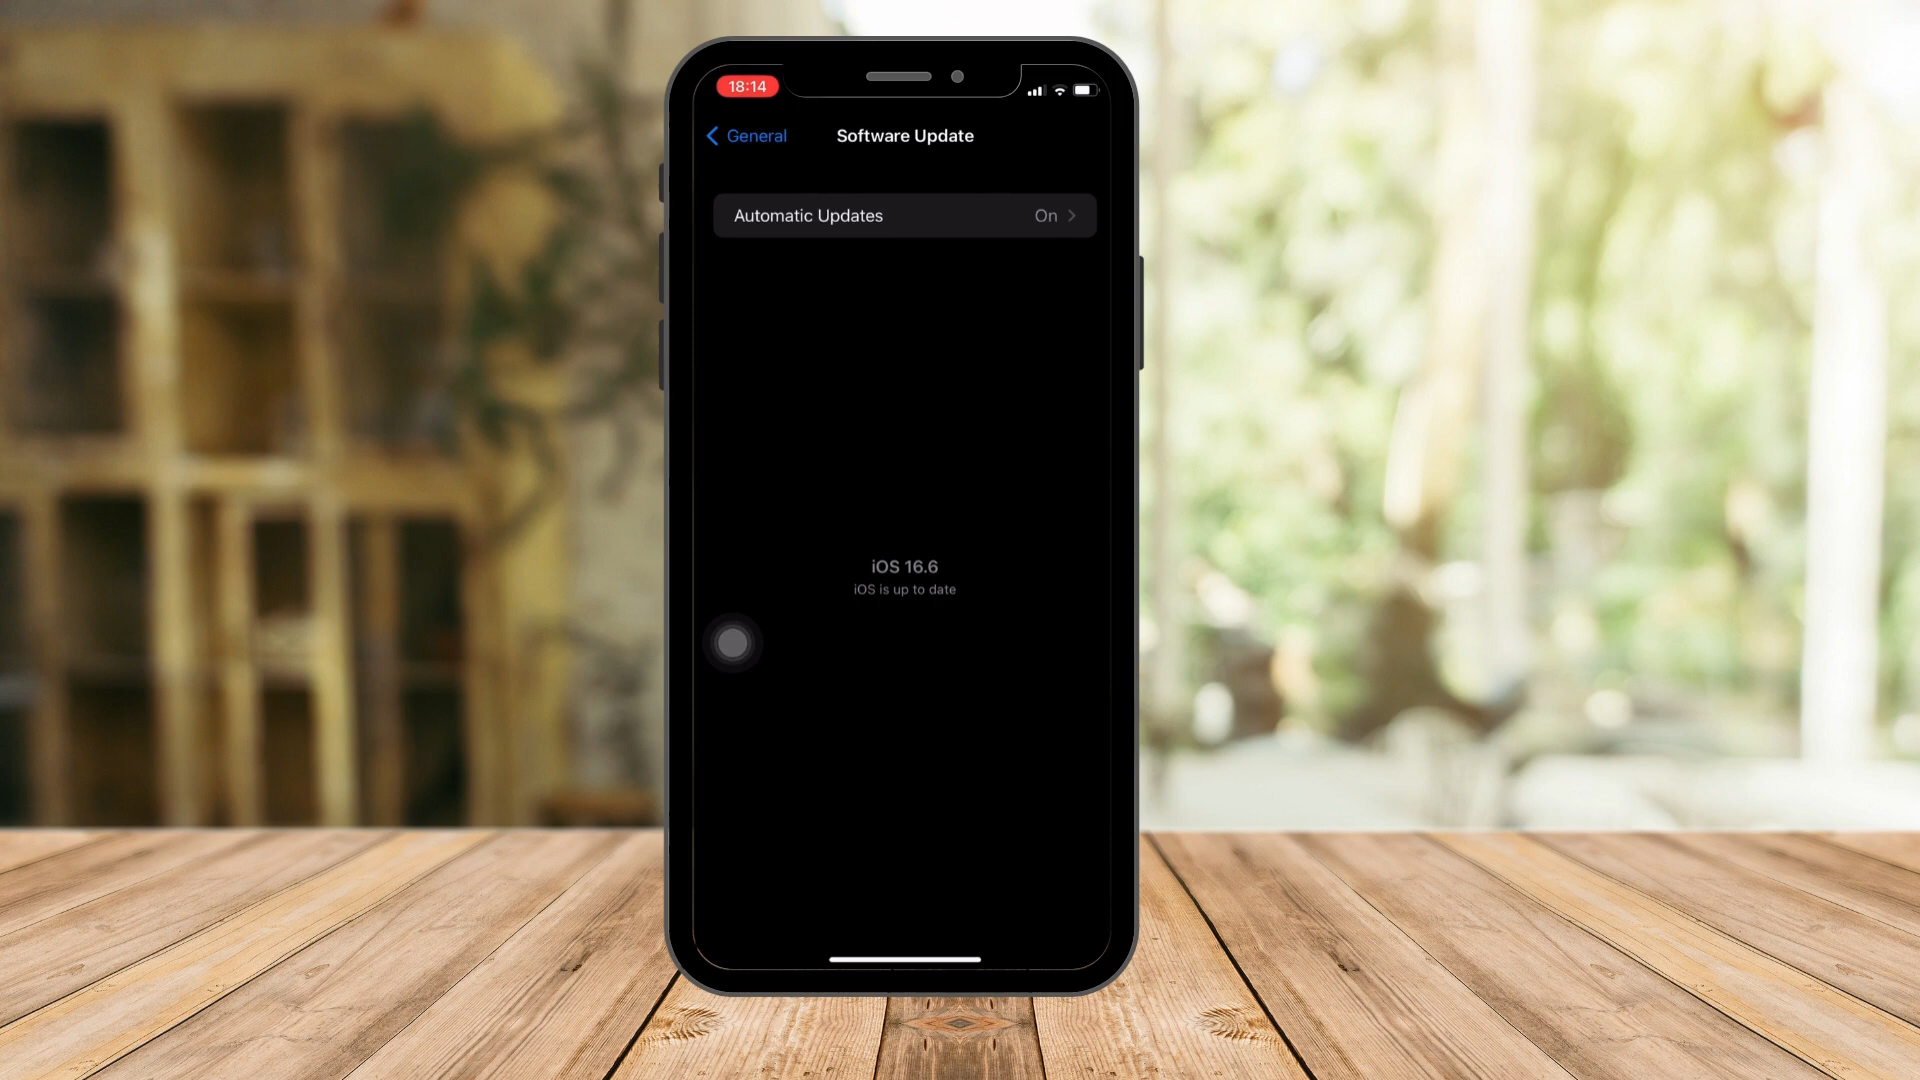 18:14
General
Software Update
Automatic Updates
On
iOS 16.6
iOS is up to date